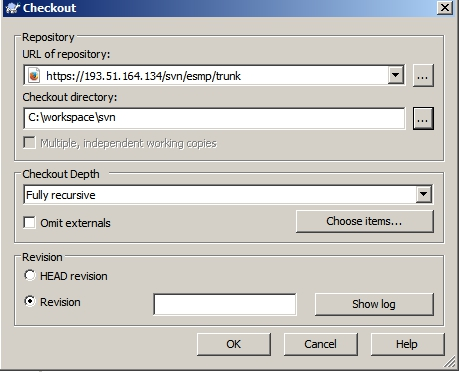 Checkout
Repository
URL of repository:
https://193.51.164.134/svn/esmp/trunk
...
Checkout directory:
C:\workspace\svn
...
Multiple, independent working copies
Checkout Depth
Fully recursive
Omit externals
Choose items...
Revision
HEAD revision
Revision
Show log
OK
Cancel
Help